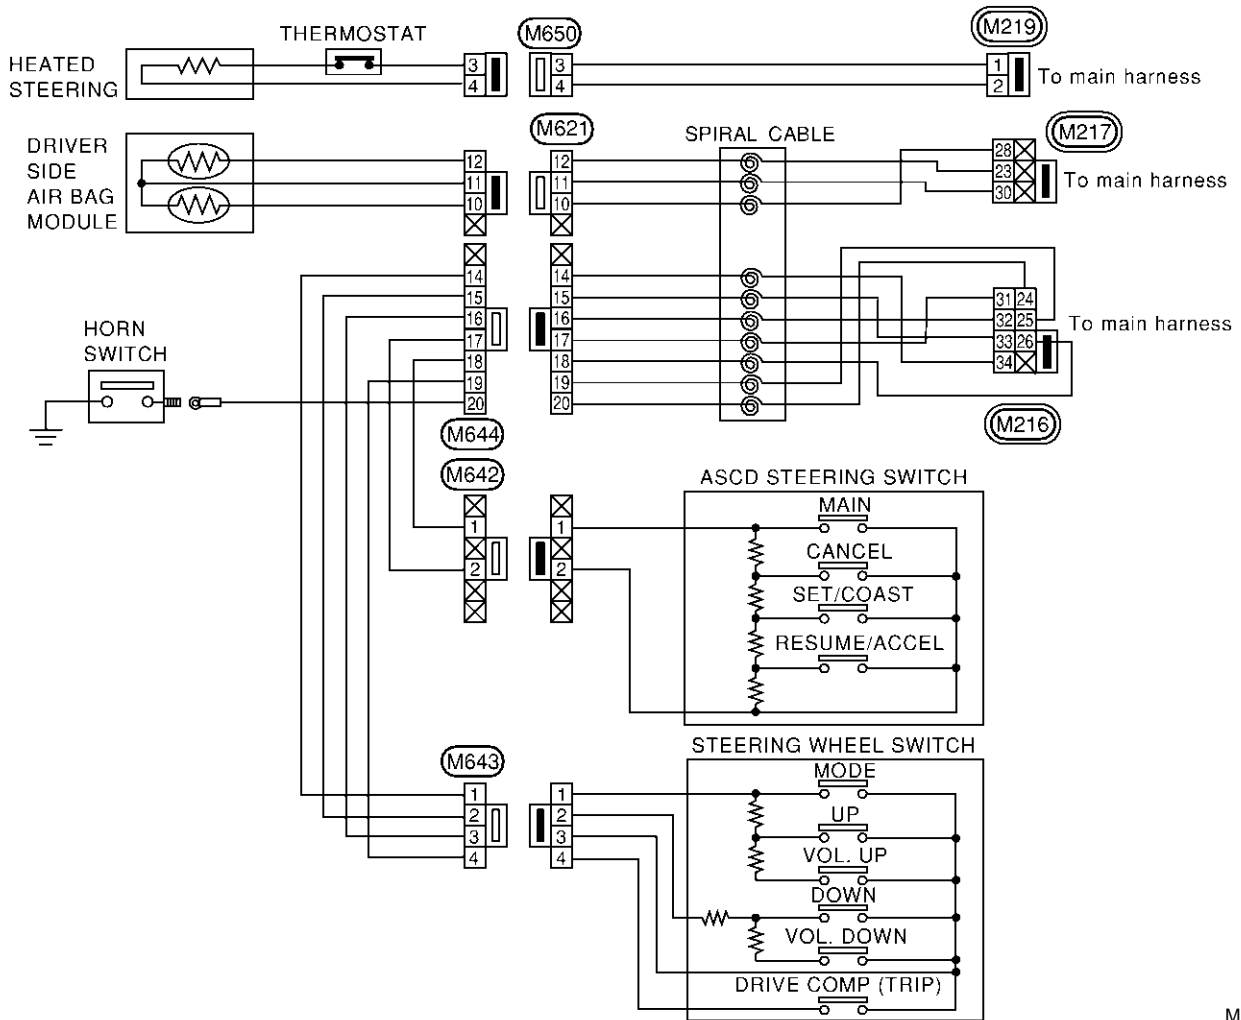 THERMOSTAT
M650
M219
HEATED
STEERING
3
4
3
4
1
2
To main harness
DRIVER
SIDE
AIR BAG
MODULE
M621
SPIRAL CABLE
M217
12
11
10
12
11
10
28
23
30
To main harness
14
15
16
17
18
19
20
14
15
16
17
18
19
20
31 24
32 25
33 26
34
To main harness
HORN
SWITCH
M644
M216
M642
1
2
1
2
ASCD STEERING SWITCH
MAIN
CANCEL
SET/COAST
RESUME/ACCEL
M643
1
2
3
4
1
2
3
4
STEERING WHEEL SWITCH
MODE
UP
VOL. UP
DOWN
VOL. DOWN
DRIVE COMP (TRIP)
M